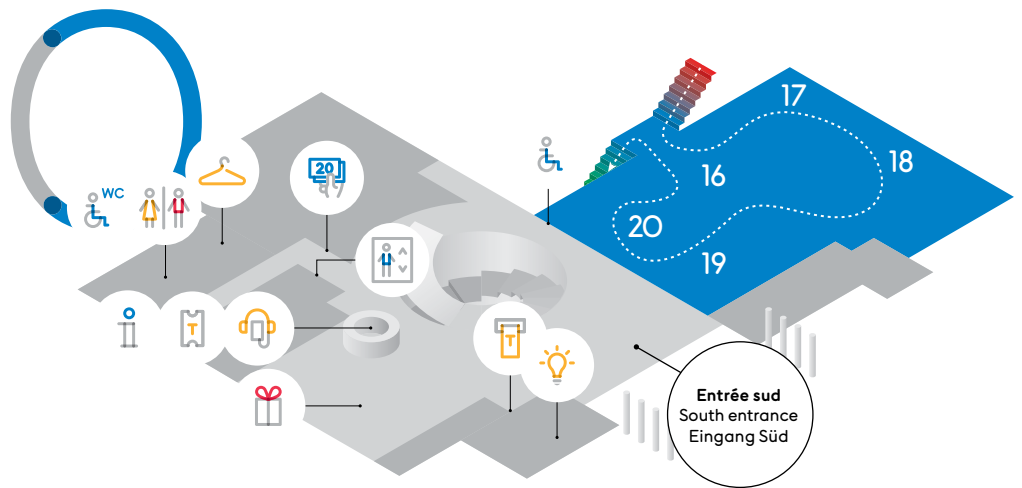 17
18
16
20
19
WC
20
T
T
Entrée sud
South entrance
Eingang Süd